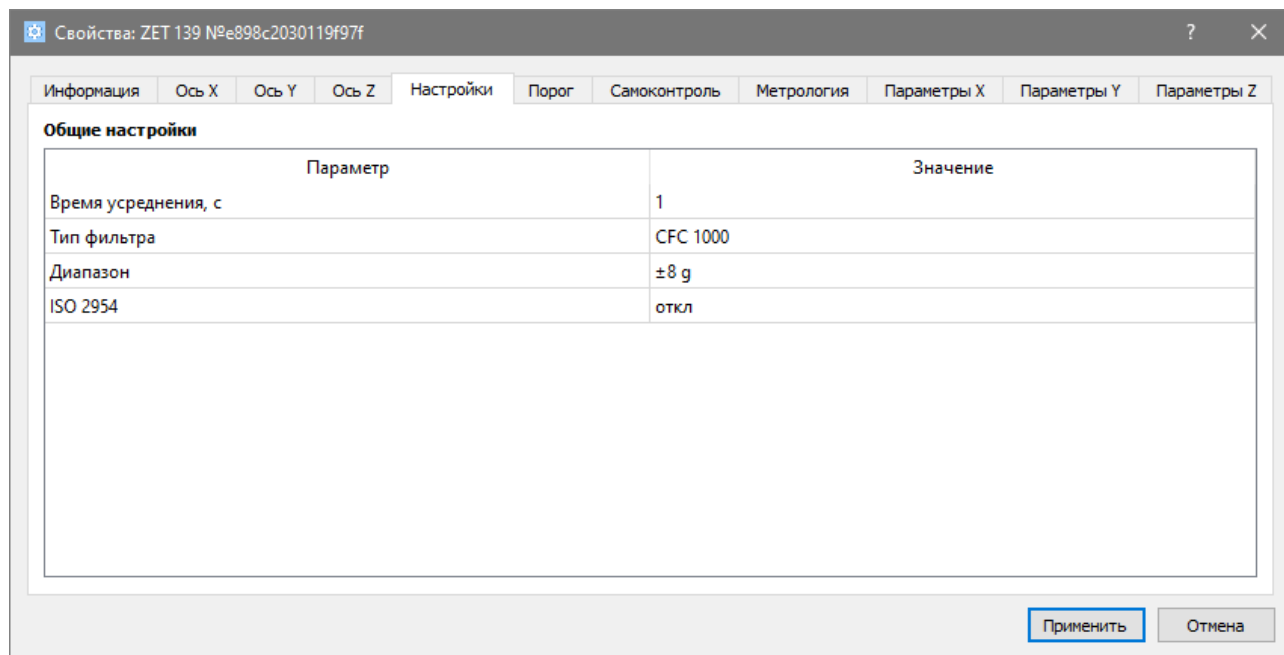 Свойства: ZET 139 №e898c2030119f97f ?
Информация Ось X Ось Y Ось Z Настройки Порог Самоконтроль Метрология Параметры X Параметры Y Параметры Z
Общие настройки
Параметр Значение
Время усреднения, с 1
Тип фильтра CFC 1000
Диапазон ±8 g
ISO 2954 откл
Применить Отмена